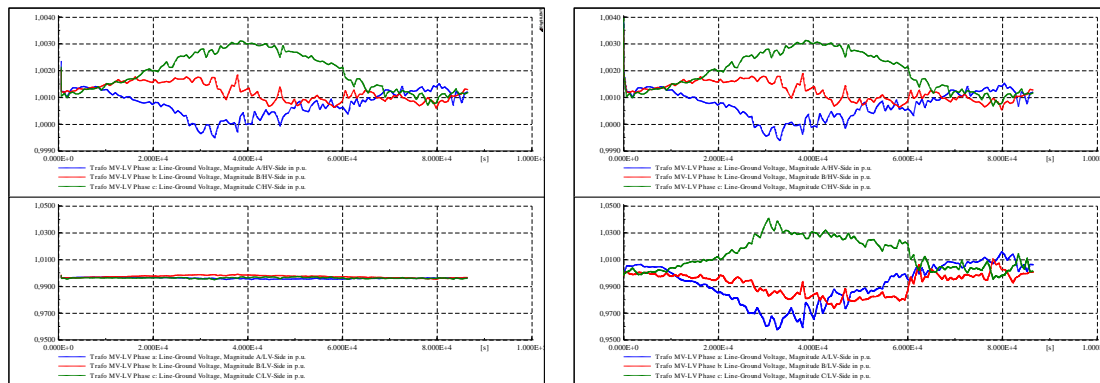 1,0040
1,0030
1,0020
1,0010
1,0000
0,9990
0.000E+0 2.000E+4 4.000E+4 6.000E+4 8.000E+4 [s]
Trafo MV-LV Phase a: Line-Ground Voltage, Magnitude A/HV-Side in p.u.
Trafo MV-LV Phase b: Line-Ground Voltage, Magnitude B/HV-Side in p.u.
Trafo MV-LV Phase c: Line-Ground Voltage, Magnitude C/HV-Side in p.u.
1,0500
1,0300
1,0100
0,9900
0,9700
0,9500
0.000E+0 2.000E+4 4.000E+4 6.000E+4 8.000E+4 [s]
Trafo MV-LV Phase a: Line-Ground Voltage, Magnitude A/LV-Side in p.u.
Trafo MV-LV Phase b: Line-Ground Voltage, Magnitude B/LV-Side in p.u.
Trafo MV-LV Phase c: Line-Ground Voltage, Magnitude C/LV-Side in p.u.
1,0040
1,0030
1,0020
1,0010
1,0000
0,9990
0.000E+0 2.000E+4 4.000E+4 6.000E+4 8.000E+4 [s]
Trafo MV-LV Phase a: Line-Ground Voltage, Magnitude A/HV-Side in p.u.
Trafo MV-LV Phase b: Line-Ground Voltage, Magnitude B/HV-Side in p.u.
Trafo MV-LV Phase c: Line-Ground Voltage, Magnitude C/HV-Side in p.u.
1,0500
1,0300
1,0100
0,9900
0,9700
0,9500
0.000E+0 2.000E+4 4.000E+4 6.000E+4 8.000E+4 [s]
Trafo MV-LV Phase a: Line-Ground Voltage, Magnitude A/LV-Side in p.u.
Trafo MV-LV Phase b: Line-Ground Voltage, Magnitude B/LV-Side in p.u.
Trafo MV-LV Phase c: Line-Ground Voltage, Magnitude C/LV-Side in p.u.